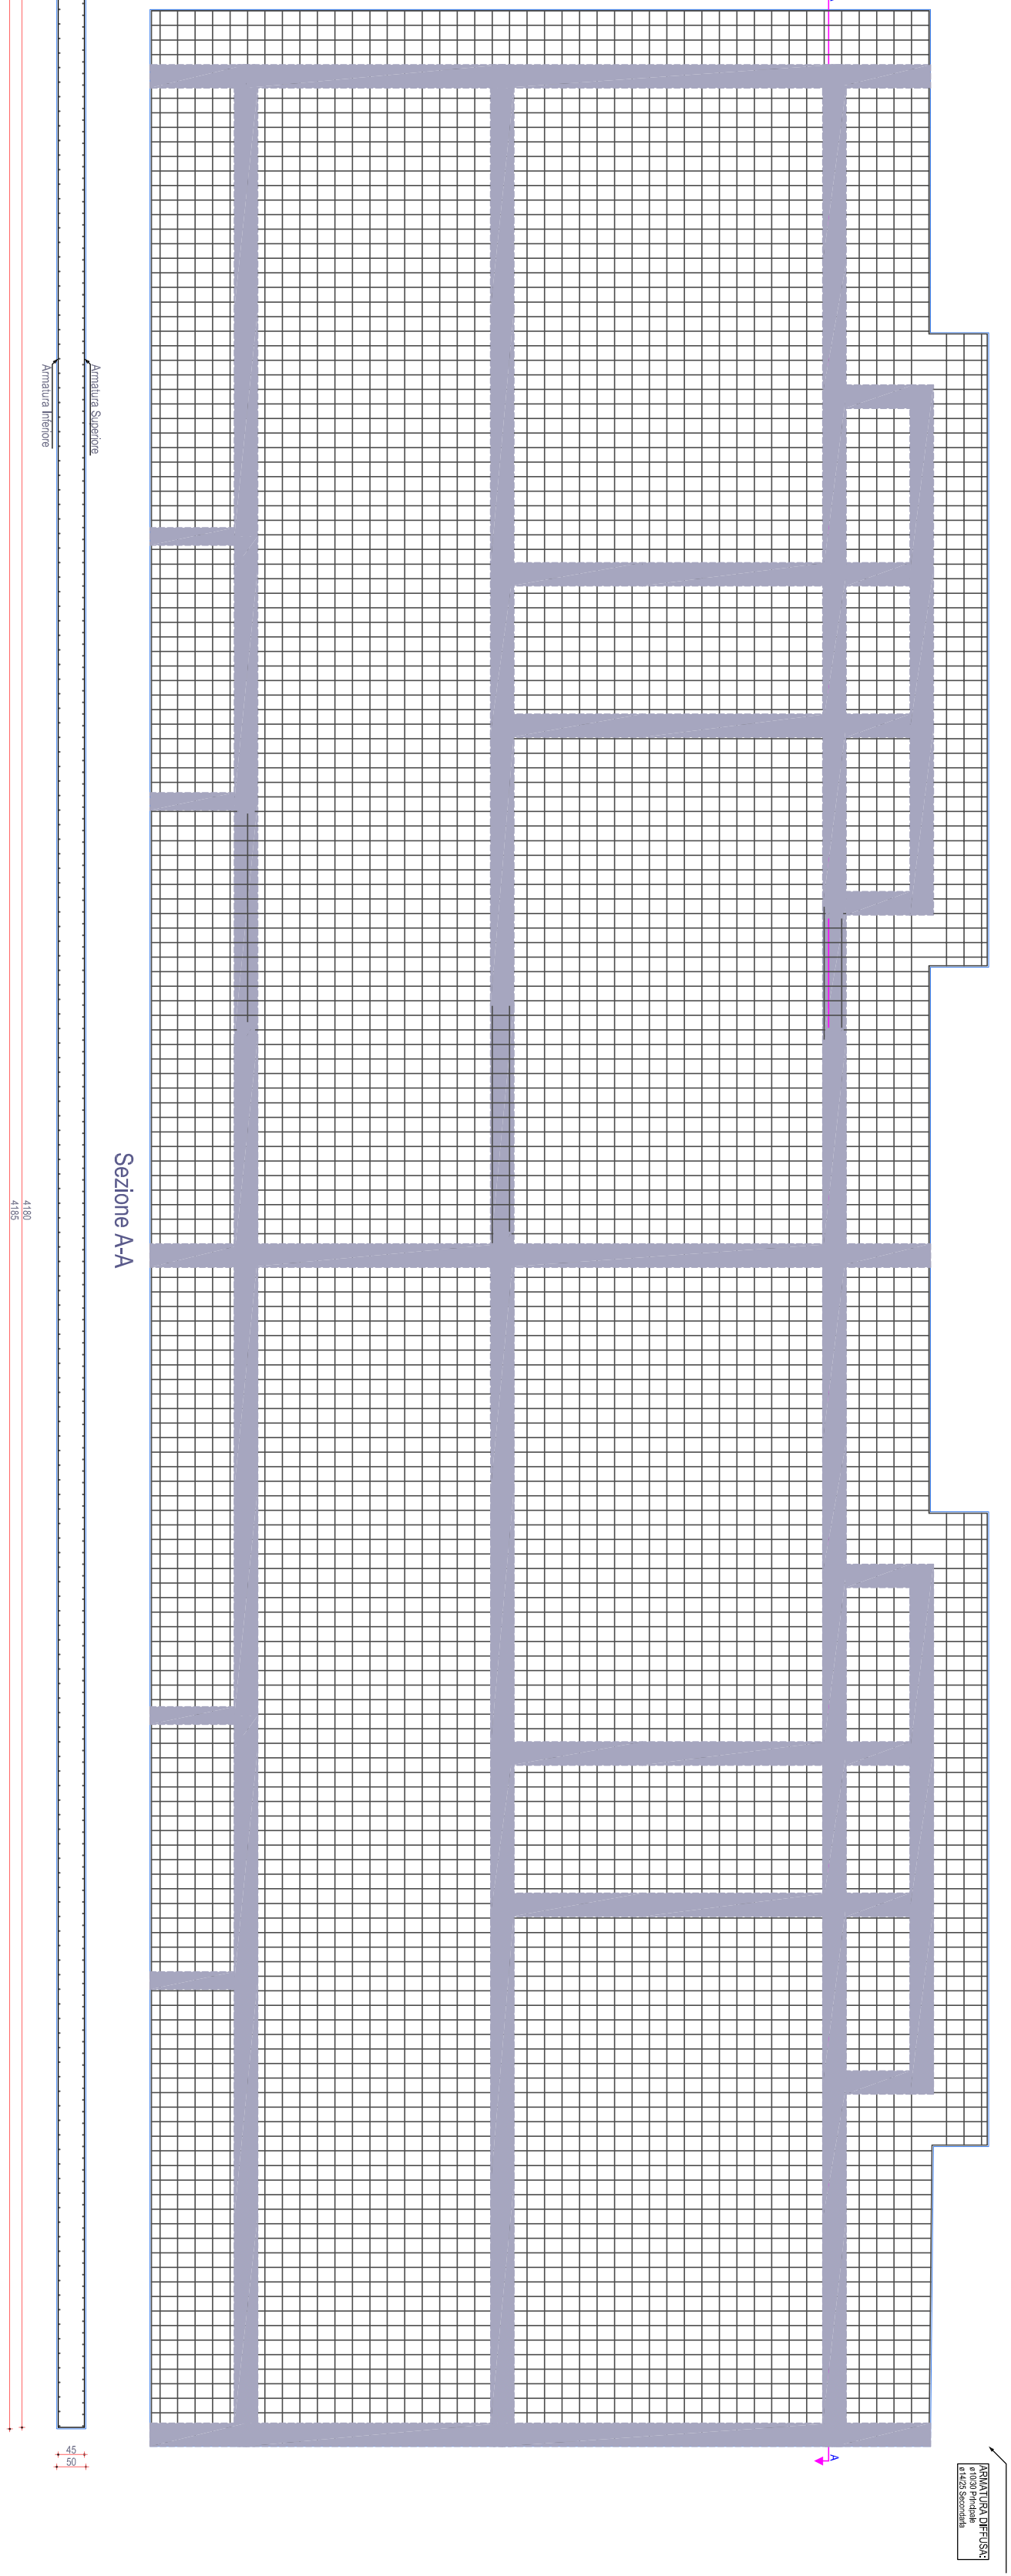 ARMATURA DIFFUSA:
ø10/30 Principale
ø14/25 Secondaria
A
Armatura Superiore
Armatura Inferiore
Sezione A-A
4180
4185
45
50